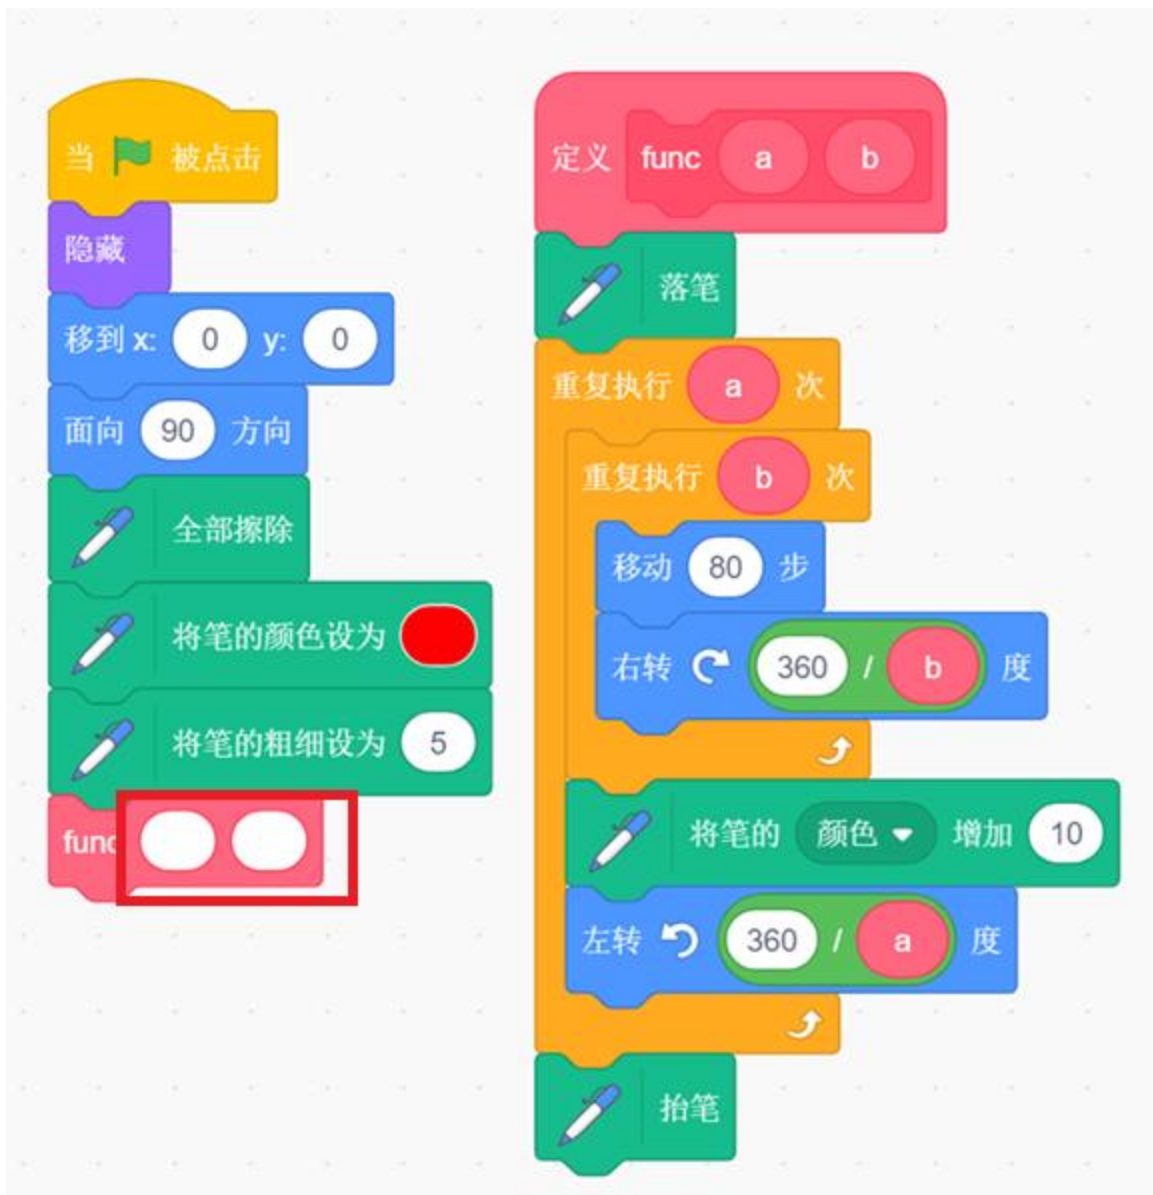 当 被点击
隐藏
移到 x: 0 y: 0
面向 90 方向
全部擦除
将笔的颜色设为
将笔的粗细设为 5
func
定义 func a b
落笔
重复执行 a 次
重复执行 b 次
移动 80 步
右转 360 / b 度
将笔的 颜色 增加 10
左转 360 / a 度
抬笔